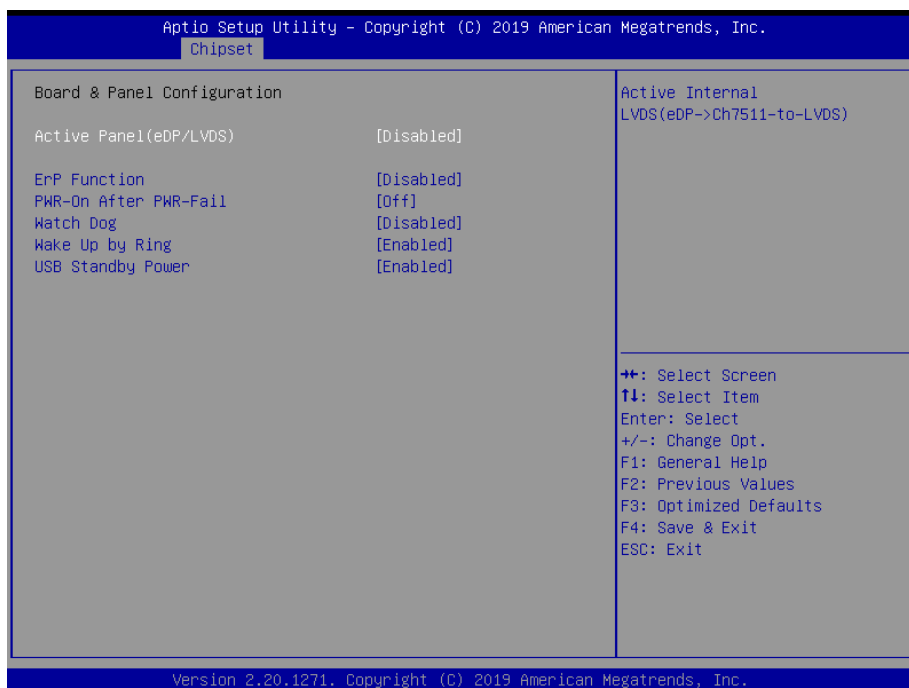 Aptio Setup Utility – Copyright (C) 2019 American Megatrends, Inc.
Chipset
Board & Panel Configuration
Active Panel(eDP/LVDS) [Disabled]
ErP Function [Disabled]
PWR-On After PWR-Fail [Off]
Watch Dog [Disabled]
Wake Up by Ring [Enabled]
USB Standby Power [Enabled]
Active Internal
LVDS(eDP->Ch7511-to-LVDS)
→←: Select Screen
↑↓: Select Item
Enter: Select
+/-: Change Opt.
F1: General Help
F2: Previous Values
F3: Optimized Defaults
F4: Save & Exit
ESC: Exit
Version 2.20.1271. Copyright (C) 2019 American Megatrends, Inc.